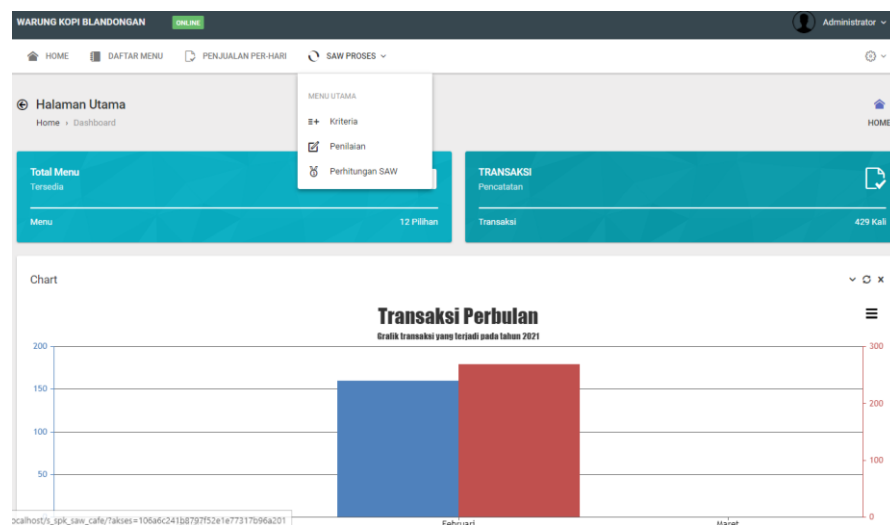 WARUNG KOPI BLANDONGAN ONLINE Administrator
HOME DAFTAR MENU PENJUALAN PER-HARI SAW PROSES
MENU UTAMA
Kriteria
Penilaian
Perhitungan SAW
Halaman Utama
Home › Dashboard
HOME
Total Menu
Tersedia
Menu 12 Pilihan
TRANSAKSI
Pencatatan
Transaksi 429 Kali
Chart
Transaksi Perbulan
Grafik transaksi yang terjadi pada tahun 2021
200 300
150
200
100
100
50
0
ocalhost/s_spk_saw_cafe/?akses=106a6c241b8797f52e1e77317b96a201
Februari Maret